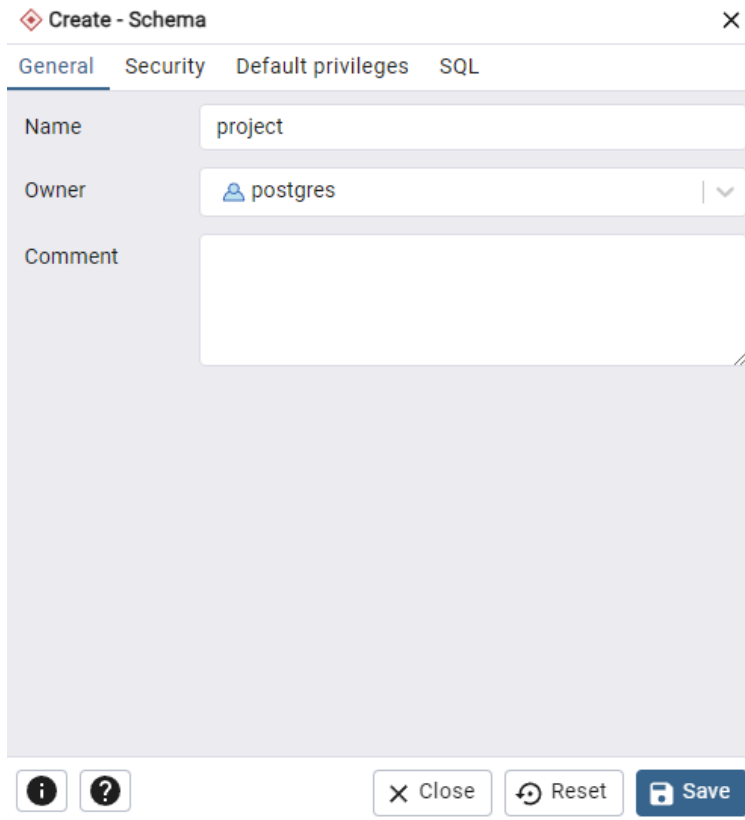 Create - Schema
General Security Default privileges SQL
Name project
Owner postgres
Comment
Close Reset Save